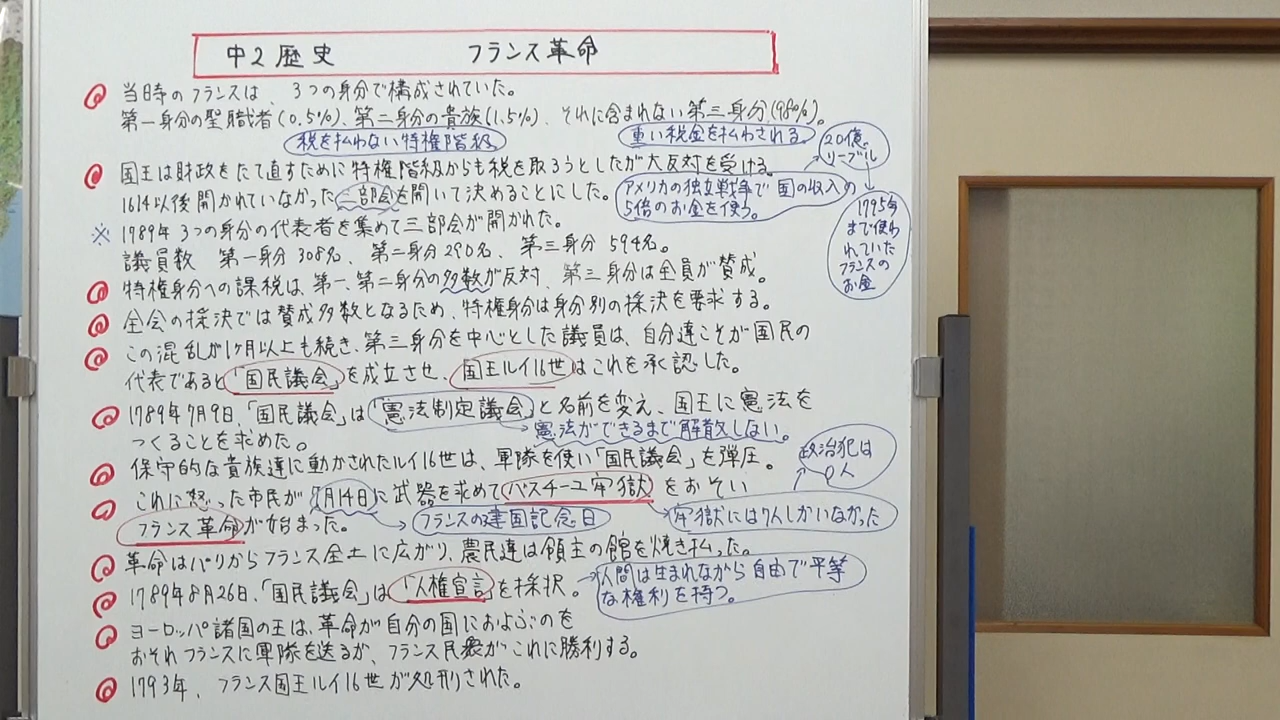 中2歴史　フランス革命
当時のフランスは、3つの身分で構成されていた。
第一身分の聖職者(0.5%)、第二身分の貴族(1.5%)、それに含まれない第三身分(98%)。
税を払わない特権階級
重い税金を払わされる。
20億
リーブル
国王は財政をたて直すために特権階級からも税を取ろうとしたが大反対を受ける。
1614以後開かれていなかった三部会を開いて決めることにした。
アメリカの独立戦争で国の収入の
5倍のお金を使う。
1795年
まで使わ
れていた
フランスの
お金
※ 1989年3つの身分の代表者を集めて三部会が開かれた。
議員数　第一身分308名、第二身分290名、第三身分594名。
特権身分への課税は、第一、第二身分の多数が反対、第三身分は全員が賛成。
全会の採決では賛成多数となるため、特権身分は身分別の採決を要求する。
この混乱が1ヶ月以上も続き、第三身分を中心とした議員は、自分達こそが国民の
代表であると「国民議会」を成立させ、国王ルイ16世はこれを承認した。
1789年7月9日、「国民議会」は「憲法制定議会」と名前を変え、国王に憲法を
つくることを求めた。
憲法ができるまで解散しない。
保守的な貴族達に動かされたルイ16世は、軍隊を使い「国民議会」を弾圧。
政治犯は
0人
これに怒った市民が7月14日に武器を求めてバスチーユ牢獄をおそい
フランス革命が始まった。
フランスの建国記念日
牢獄には7人しかいなかった
革命はパリからフランス全土に広がり、農民達は領主の館を焼き払った。
1789年8月26日、「国民議会」は「人権宣言」を採択。
人間は生まれながら自由で平等
な権利を持つ。
ヨーロッパ諸国の王は、革命が自分の国におよぶのを
おそれフランスに軍隊を送るが、フランス民衆がこれに勝利する。
1793年、フランス国王ルイ16世が処刑された。